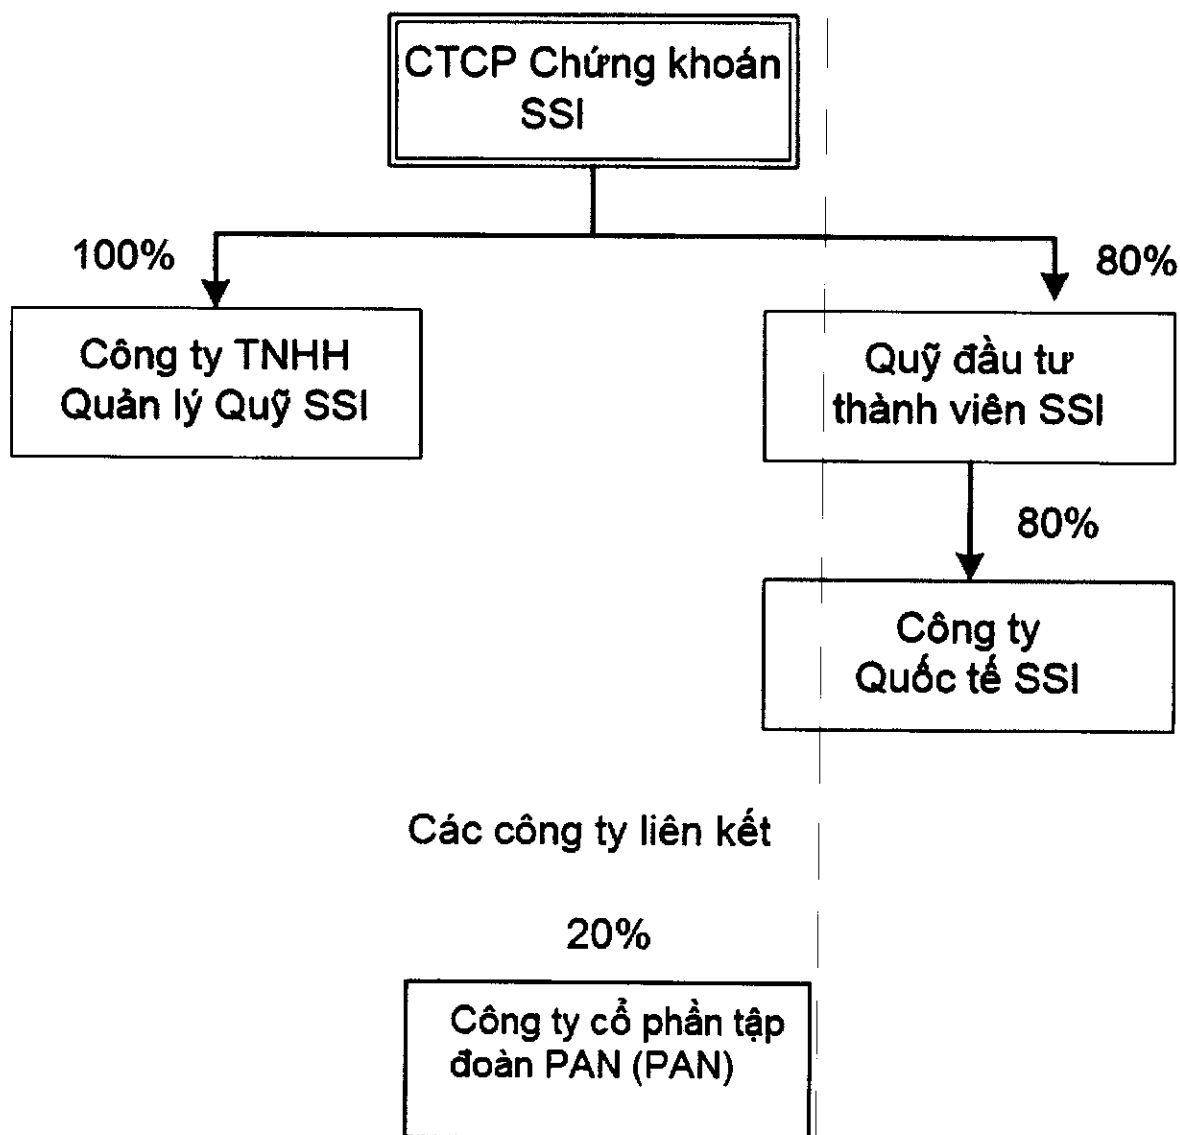 CTCP Chứng khoán
SSI
100%
80%
Công ty TNHH
Quản lý Quỹ SSI
Quỹ đầu tư
thành viên SSI
80%
Công ty
Quốc tế SSI
Các công ty liên kết
20%
Công ty cổ phần tập
đoàn PAN (PAN)